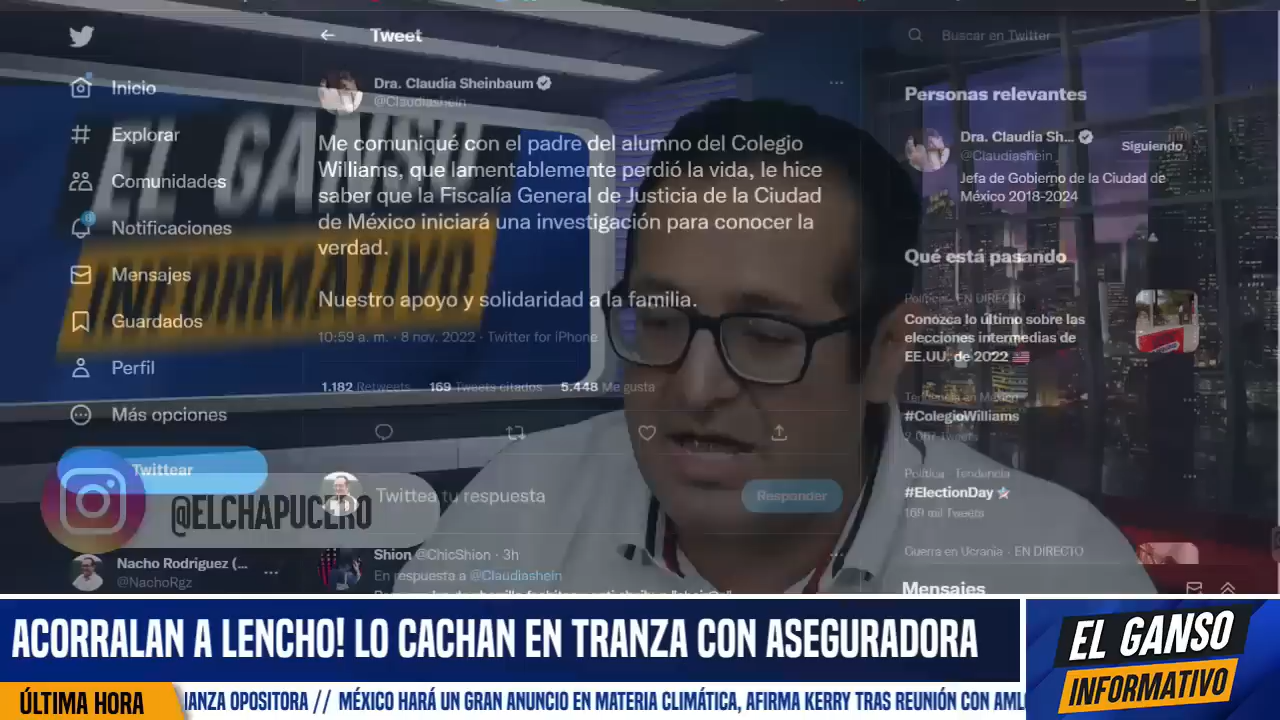 Tweet
Buscar en Twitter
Inicio
Explorar
Comunidades
Notificaciones
Mensajes
Guardados
Perfil
Más opciones
Twittear
Nacho Rodriguez (...
@NachoRgz
EL GANSO
INFORMATIVO
@ELCHAPUCERO
Dra. Claudia Sheinbaum
@Claudiashein
Me comuniqué con el padre del alumno del Colegio
Williams, que lamentablemente perdió la vida, le hice
saber que la Fiscalía General de Justicia de la Ciudad
de México iniciará una investigación para conocer la
verdad.
Nuestro apoyo y solidaridad a la familia.
10:59 a. m. · 8 nov. 2022 · Twitter for iPhone
1.182 Retweets 169 Tweets citados 5.448 Me gusta
Twittea tu respuesta
Responder
Shion @ChicShion · 3h
En respuesta a @Claudiashein
Personas relevantes
Dra. Claudia Sh...
@Claudiashein
Siguiendo
Jefa de Gobierno de la Ciudad de
México 2018-2024
Qué está pasando
Política · EN DIRECTO
Conozca lo último sobre las
elecciones intermedias de
EE.UU. de 2022
Tendencia en México
#ColegioWilliams
Tweets
Política · Tendencia
#ElectionDay
169 mil Tweets
Guerra en Ucrania · EN DIRECTO
Mensajes
ACORRALAN A LENCHO! LO CACHAN EN TRANZA CON ASEGURADORA
EL GANSO
INFORMATIVO
ÚLTIMA HORA
IANZA OPOSITORA // MÉXICO HARÁ UN GRAN ANUNCIO EN MATERIA CLIMÁTICA, AFIRMA KERRY TRAS REUNIÓN CON AML